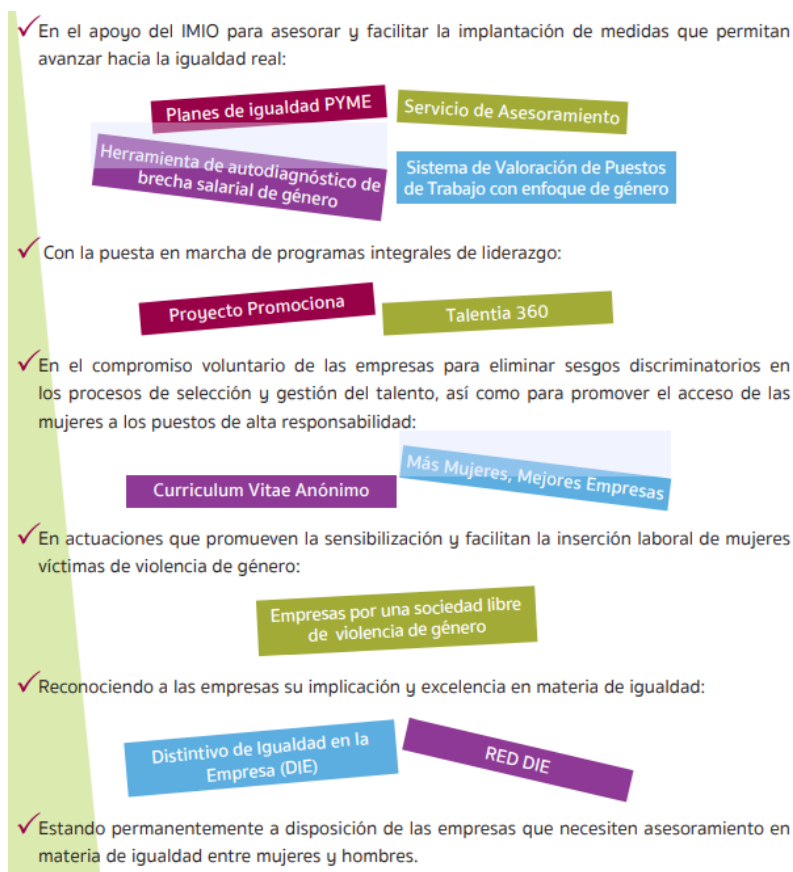 En el apoyo del IMIO para asesorar y facilitar la implantación de medidas que permitan
avanzar hacia la igualdad real:
Planes de igualdad PYME
Servicio de Asesoramiento
Herramienta de autodiagnóstico de
brecha salarial de género
Sistema de Valoración de Puestos
de Trabajo con enfoque de género
Con la puesta en marcha de programas integrales de liderazgo:
Proyecto Promociona
Talentia 360
En el compromiso voluntario de las empresas para eliminar sesgos discriminatorios en
los procesos de selección y gestión del talento, así como para promover el acceso de las
mujeres a los puestos de alta responsabilidad:
Curriculum Vitae Anónimo
Más Mujeres, Mejores Empresas
En actuaciones que promueven la sensibilización y facilitan la inserción laboral de mujeres
víctimas de violencia de género:
Empresas por una sociedad libre
de violencia de género
Reconociendo a las empresas su implicación y excelencia en materia de igualdad:
Distintivo de Igualdad en la
Empresa (DIE)
RED DIE
Estando permanentemente a disposición de las empresas que necesiten asesoramiento en
materia de igualdad entre mujeres y hombres.